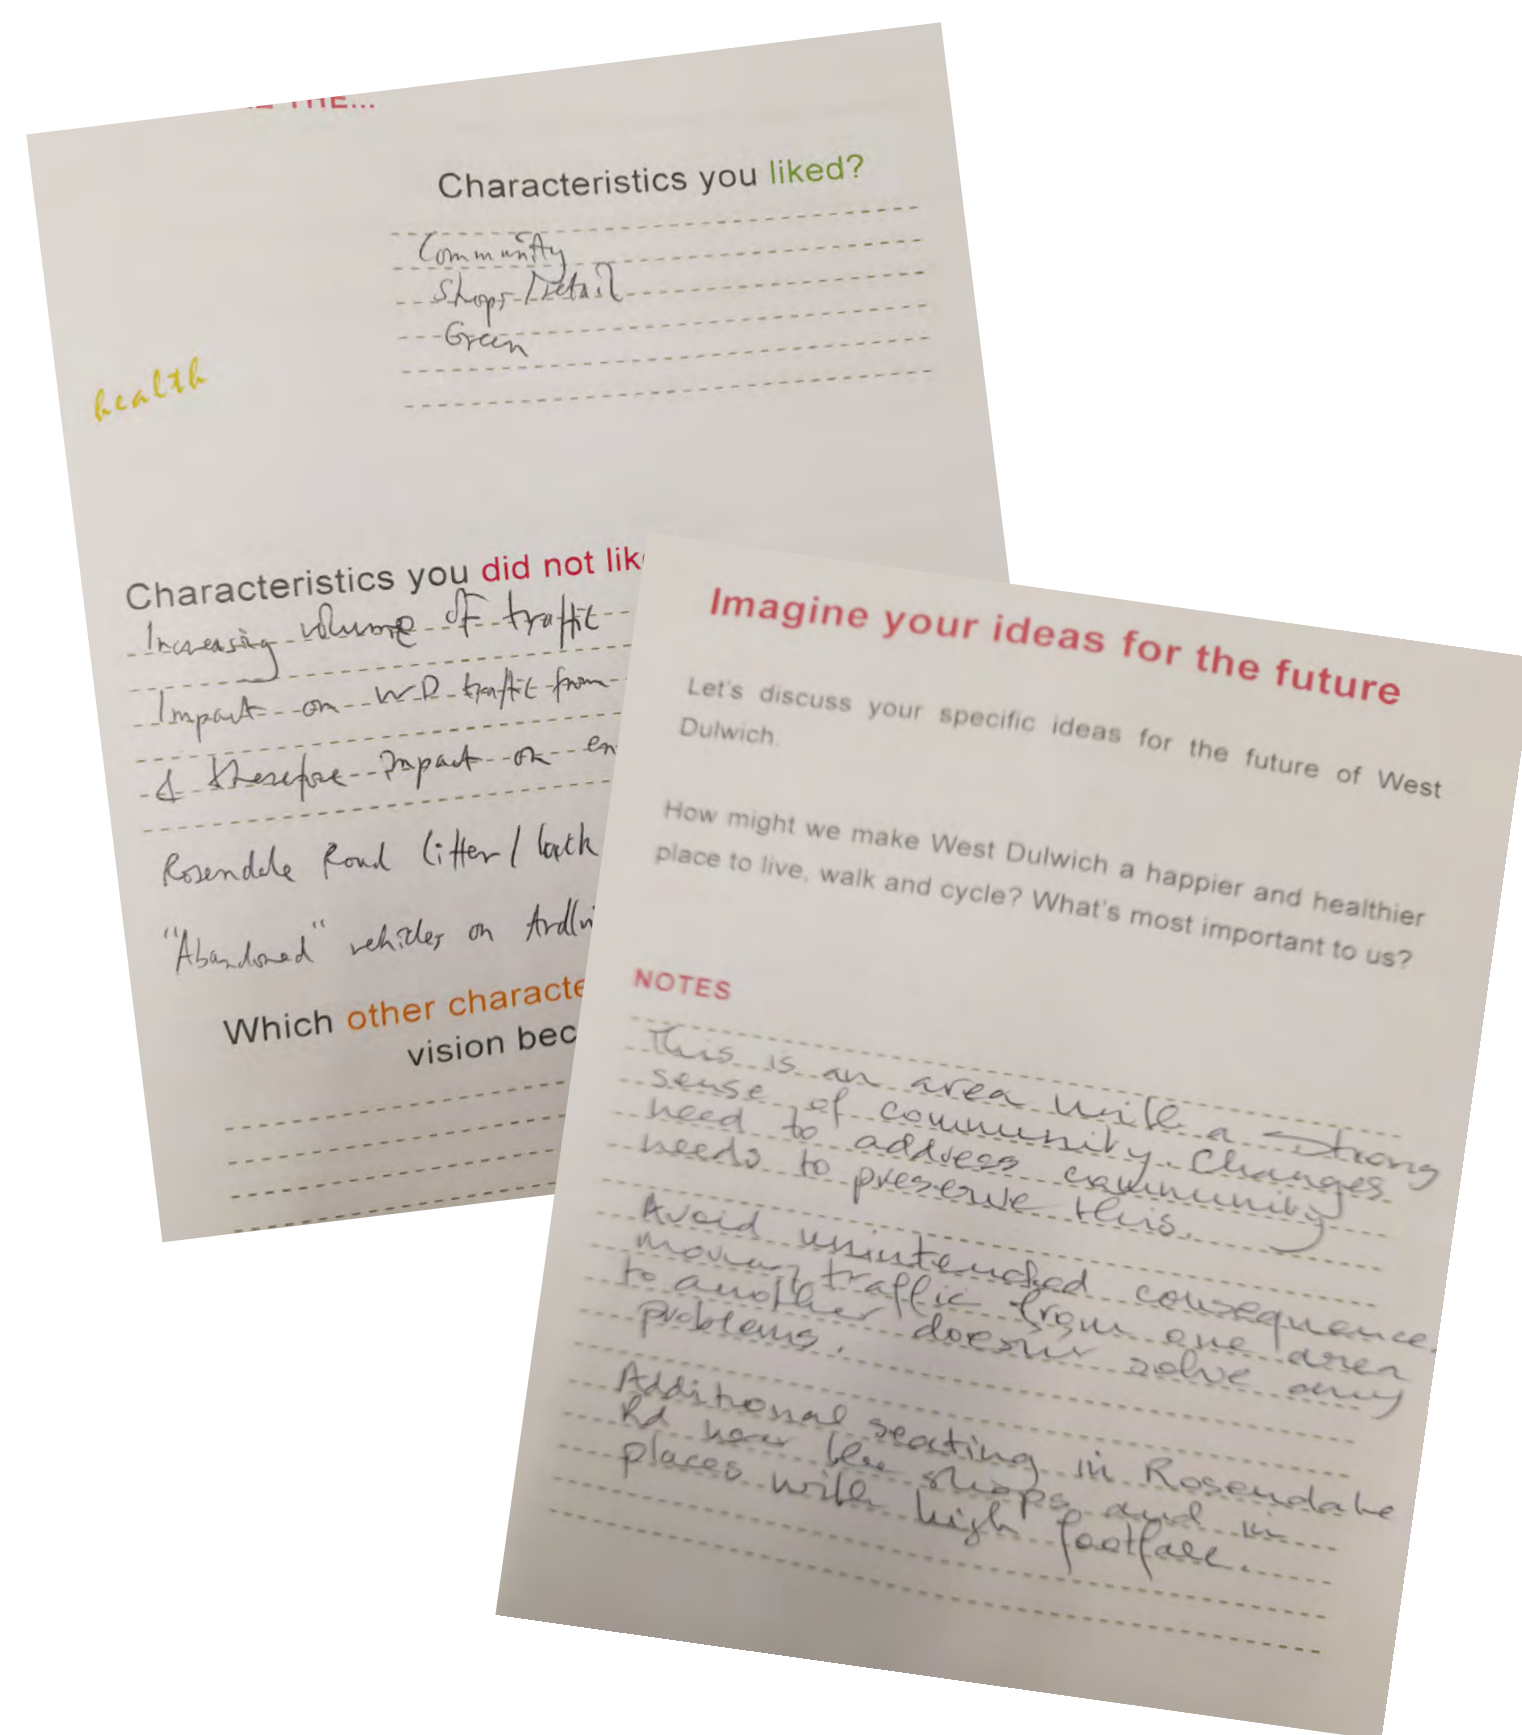 THE...
Characteristics you liked?
Community
Shops/retail
Green
health
Characteristics you did not lik
Increasing volume of traffic
Impact on WD traffic from
& therefore impact on en
Rosendale Road litter/lack
"Abandoned" vehicles on Ardlui
Which other characte
vision bec
Imagine your ideas for the future
Let's discuss your specific ideas for the future of West
Dulwich.
How might we make West Dulwich a happier and healthier
place to live, walk and cycle? What's most important to us?
NOTES
This is an area with a strong
sense of community. Changes
need to address community
needs to preserve this.
Avoid unintended consequence.
moving traffic from one area
to another doesn't solve any
problems.
Additional seating in Rosendale
Rd near the shops and in
places with high footfall.